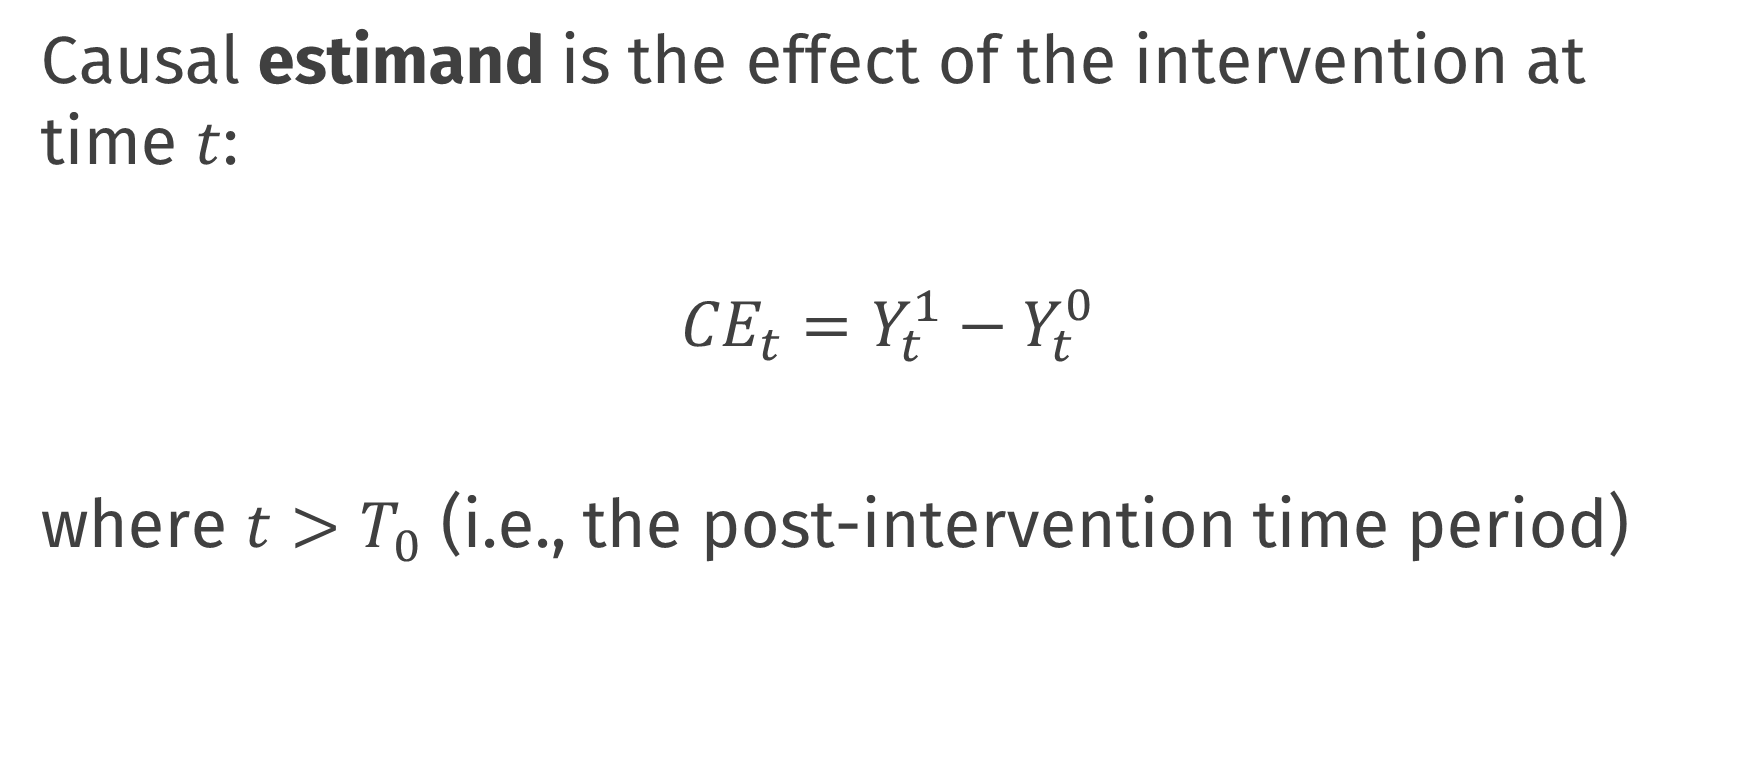 Causal estimand is the effect of the intervention at
time t:
CE_t = Y_t^1 − Y_t^0
where t > T_0 (i.e., the post-intervention time period)